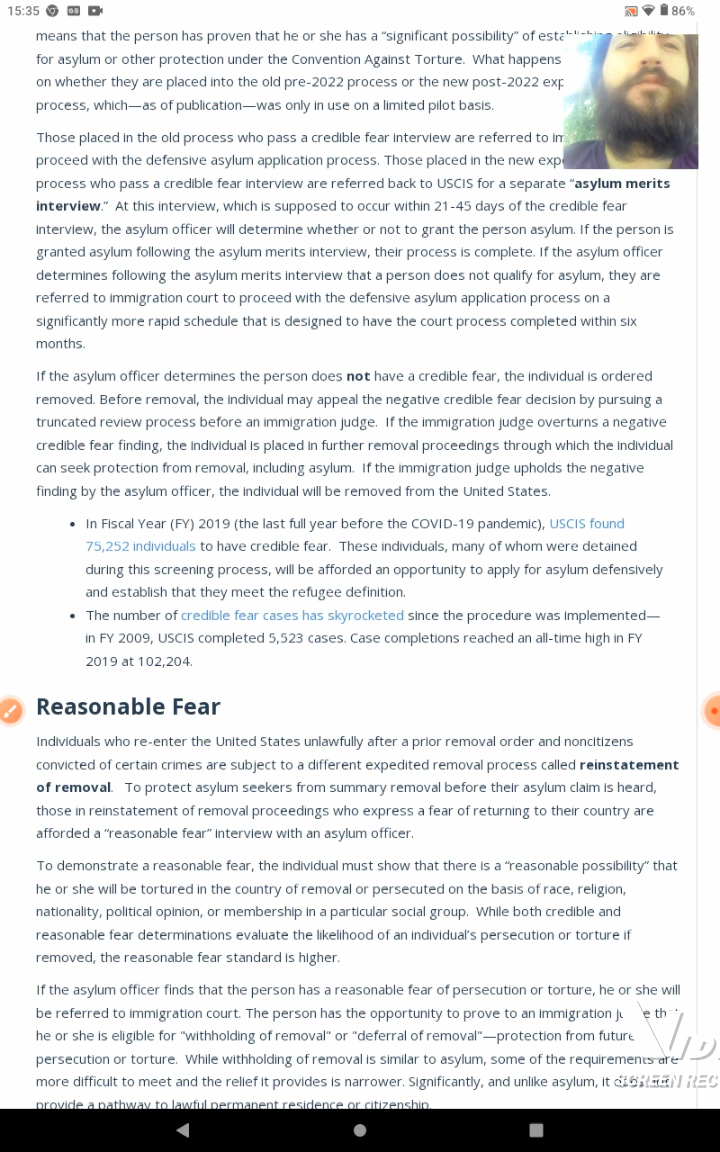 15:35
86%
means that the person has proven that he or she has a “significant possibility” of establishing eligibility
for asylum or other protection under the Convention Against Torture.  What happens
on whether they are placed into the old pre-2022 process or the new post-2022
process, which—as of publication—was only in use on a limited pilot basis.
Those placed in the old process who pass a credible fear interview are referred to
proceed with the defensive asylum application process. Those placed in the new
process who pass a credible fear interview are referred back to USCIS for a separate “asylum merits
interview.”  At this interview, which is supposed to occur within 21-45 days of the credible fear
interview, the asylum officer will determine whether or not to grant the person asylum. If the person is
granted asylum following the asylum merits interview, their process is complete. If the asylum officer
determines following the asylum merits interview that a person does not qualify for asylum, they are
referred to immigration court to proceed with the defensive asylum application process on a
significantly more rapid schedule that is designed to have the court process completed within six
months.
If the asylum officer determines the person does not have a credible fear, the individual is ordered
removed. Before removal, the individual may appeal the negative credible fear decision by pursuing a
truncated review process before an immigration judge.  If the immigration judge overturns a negative
credible fear finding, the individual is placed in further removal proceedings through which the individual
can seek protection from removal, including asylum.  If the immigration judge upholds the negative
finding by the asylum officer, the individual will be removed from the United States.
• In Fiscal Year (FY) 2019 (the last full year before the COVID-19 pandemic), USCIS found
75,252 individuals to have credible fear.  These individuals, many of whom were detained
during this screening process, will be afforded an opportunity to apply for asylum defensively
and establish that they meet the refugee definition.
• The number of credible fear cases has skyrocketed since the procedure was implemented—
in FY 2009, USCIS completed 5,523 cases. Case completions reached an all-time high in FY
2019 at 102,204.
Reasonable Fear
Individuals who re-enter the United States unlawfully after a prior removal order and noncitizens
convicted of certain crimes are subject to a different expedited removal process called reinstatement
of removal.   To protect asylum seekers from summary removal before their asylum claim is heard,
those in reinstatement of removal proceedings who express a fear of returning to their country are
afforded a “reasonable fear” interview with an asylum officer.
To demonstrate a reasonable fear, the individual must show that there is a “reasonable possibility” that
he or she will be tortured in the country of removal or persecuted on the basis of race, religion,
nationality, political opinion, or membership in a particular social group.  While both credible and
reasonable fear determinations evaluate the likelihood of an individual’s persecution or torture if
removed, the reasonable fear standard is higher.
If the asylum officer finds that the person has a reasonable fear of persecution or torture, he or she will
be referred to immigration court. The person has the opportunity to prove to an immigration judge that
he or she is eligible for "withholding of removal" or "deferral of removal"—protection from future
persecution or torture.  While withholding of removal is similar to asylum, some of the requirements are
more difficult to meet and the relief it provides is narrower. Significantly, and unlike asylum, it
provide a pathway to lawful permanent residence or citizenship.
SCREEN REC